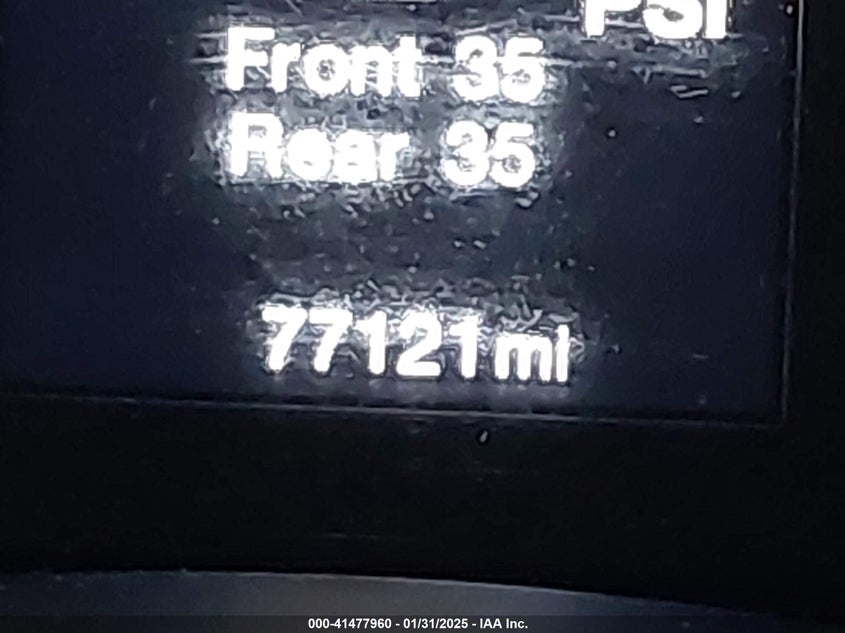 PSI
Front 35
Rear 35
77121 mi
000-41477960 - 01/31/2025 - IAA Inc.